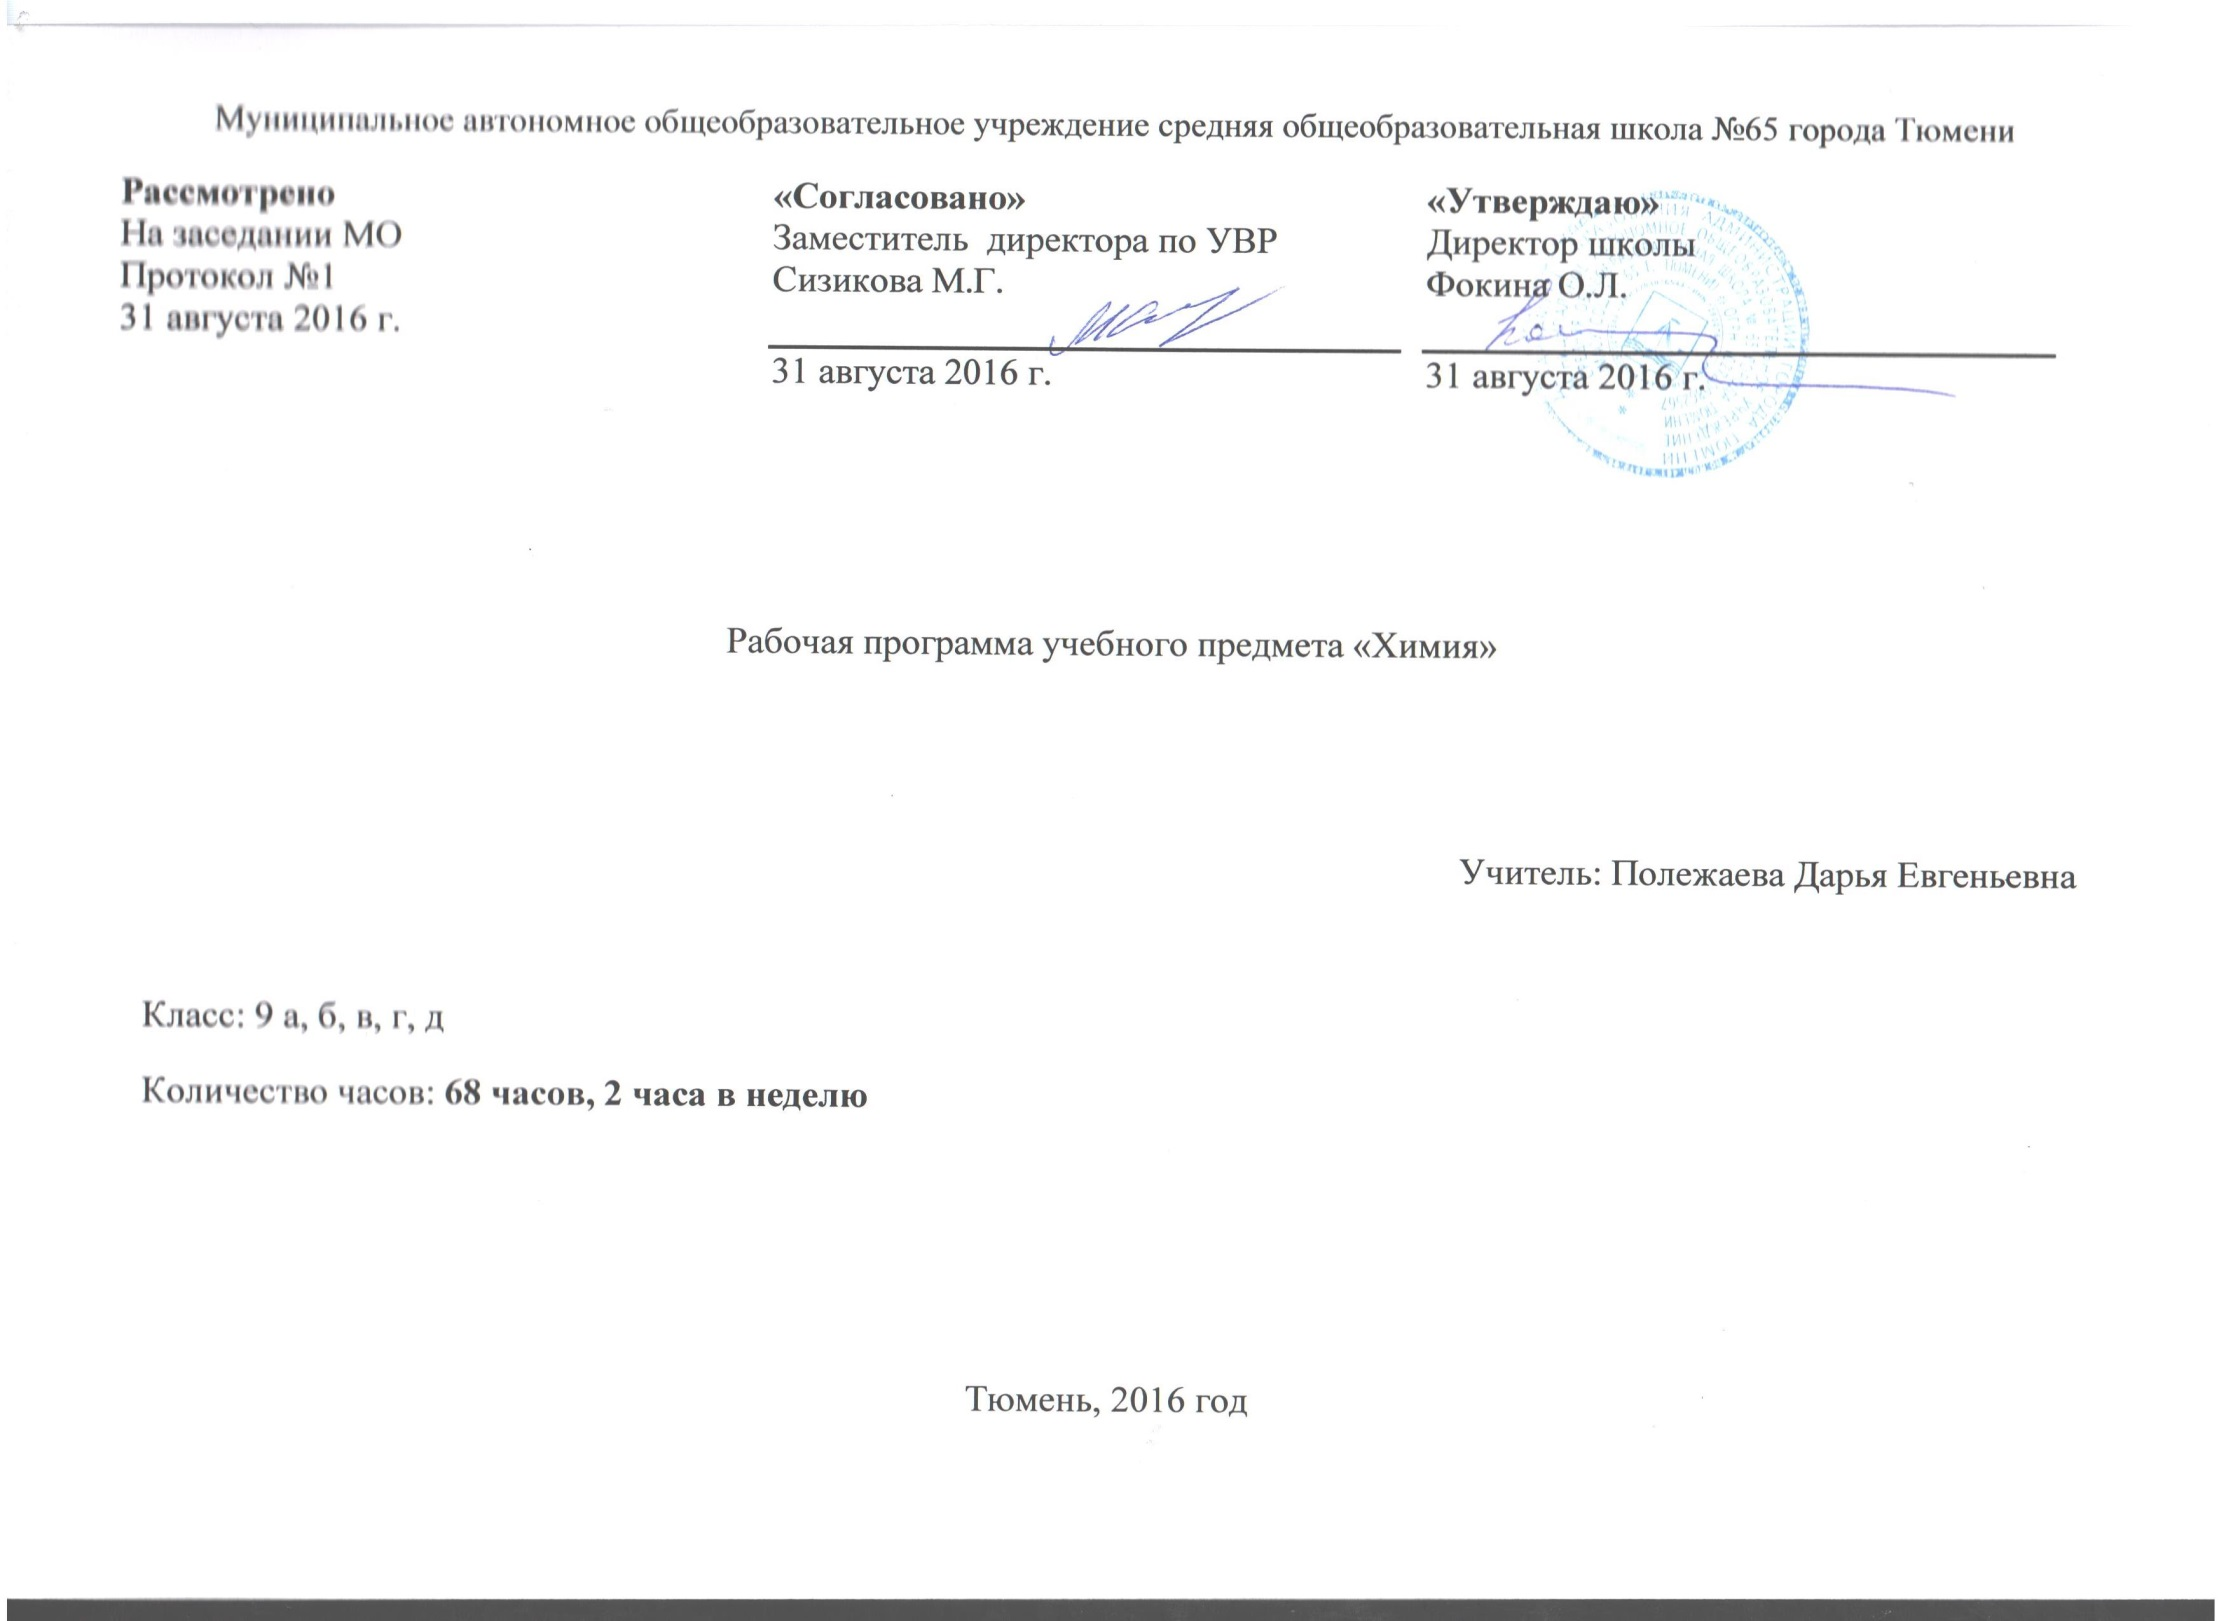 Муниципальное автономное общеобразовательное учреждение средняя общеобразовательная школа №65 города Тюмени
Рассмотрено
На заседании МО
Протокол №1
31 августа 2016 г.
«Согласовано»
Заместитель директора по УВР
Сизикова М.Г.
31 августа 2016 г.
«Утверждаю»
Директор школы
Фокина О.Л.
31 августа 2016 г.
Рабочая программа учебного предмета «Химия»
Учитель: Полежаева Дарья Евгеньевна
Класс: 9 а, б, в, г, д
Количество часов: 68 часов, 2 часа в неделю
Тюмень, 2016 год